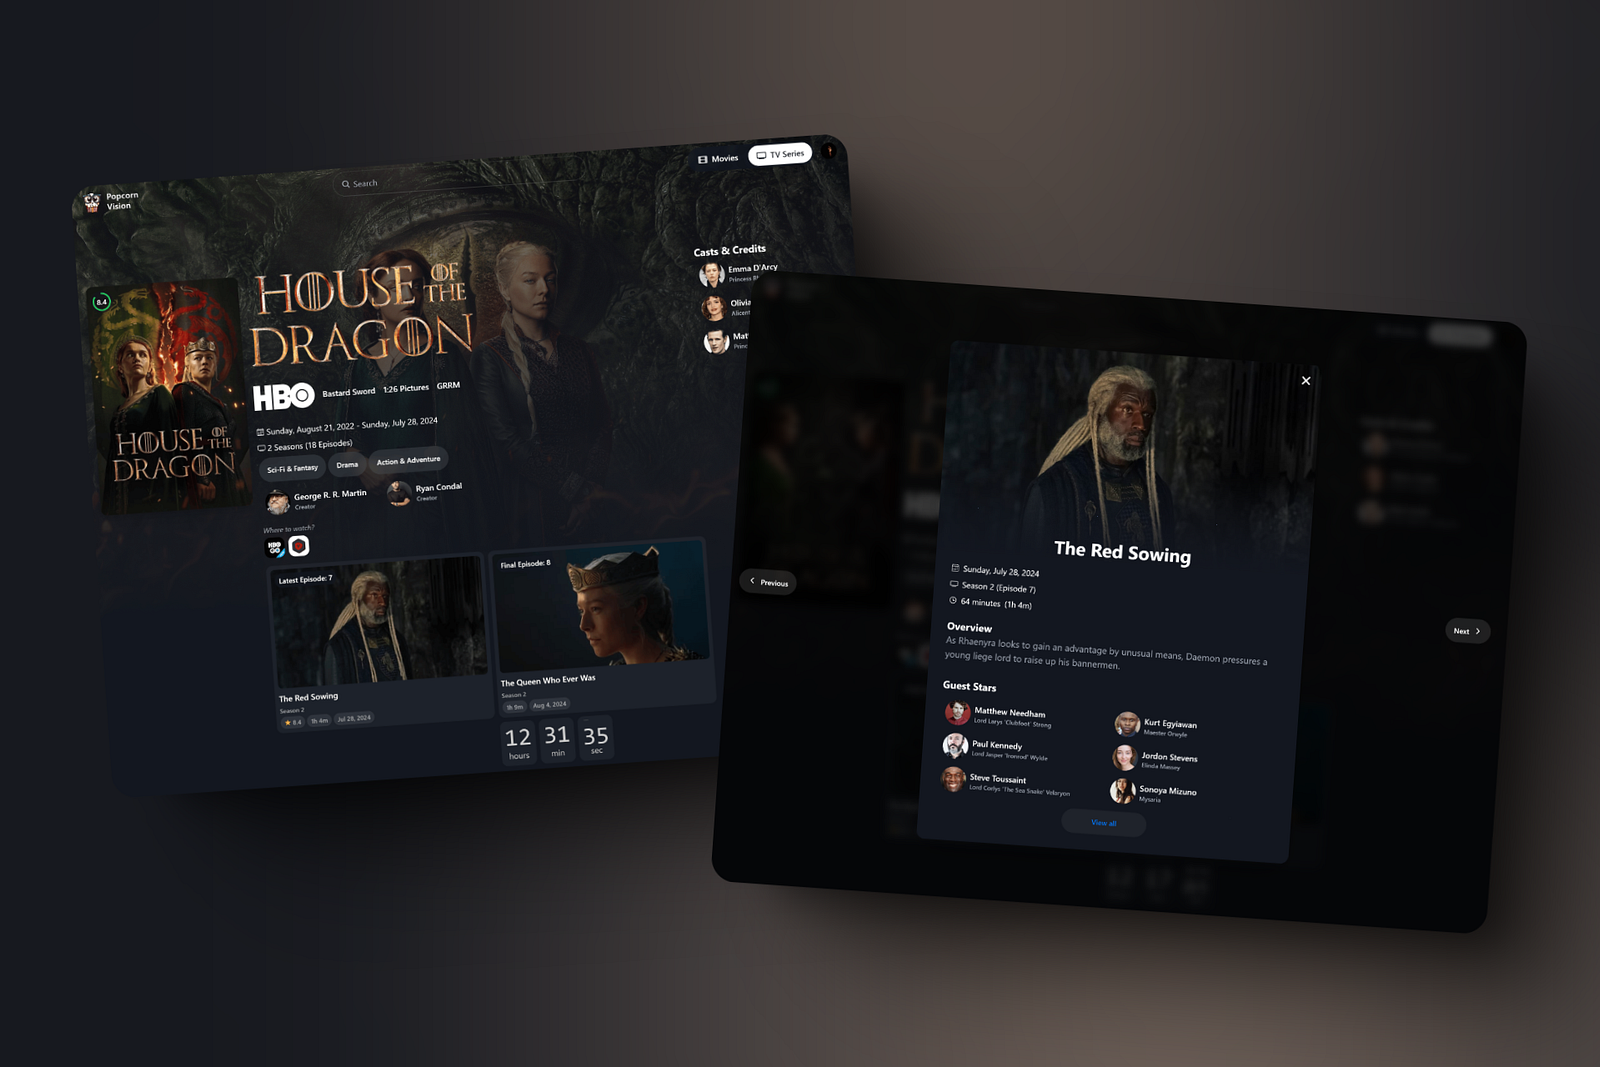 Popcorn
Vision
Search
Movies
TV Series
8.4
HOUSE OF THE
DRAGON
HOUSE OF THE
DRAGON
HBO Bastard Sword 1:26 Pictures GRRM
Sunday, August 21, 2022 - Sunday, July 28, 2024
2 Seasons (18 Episodes)
Sci-Fi & Fantasy Drama Action & Adventure
George R. R. Martin
Creator
Ryan Condal
Creator
Where to watch?
HBO
GO
Casts & Credits
Emma D'Arcy
Princess
Olivia
Alicent
Latest Episode: 7
The Red Sowing
Season 2
8.4 1h 4m Jul 28, 2024
Final Episode: 8
The Queen Who Ever Was
Season 2
1h 9m Aug 4, 2024
12 31 35
hours min sec
Previous
Next
The Red Sowing
Sunday, July 28, 2024
Season 2 (Episode 7)
64 minutes (1h 4m)
Overview
As Rhaenyra looks to gain an advantage by unusual means, Daemon pressures a
young liege lord to raise up his bannermen.
Guest Stars
Matthew Needham
Lord Larys 'Clubfoot' Strong
Kurt Egyiawan
Maester Orwyle
Paul Kennedy
Lord Jasper 'Ironrod' Wylde
Jordon Stevens
Elinda Massey
Steve Toussaint
Lord Corlys 'The Sea Snake' Velaryon
Sonoya Mizuno
Mysaria
View all